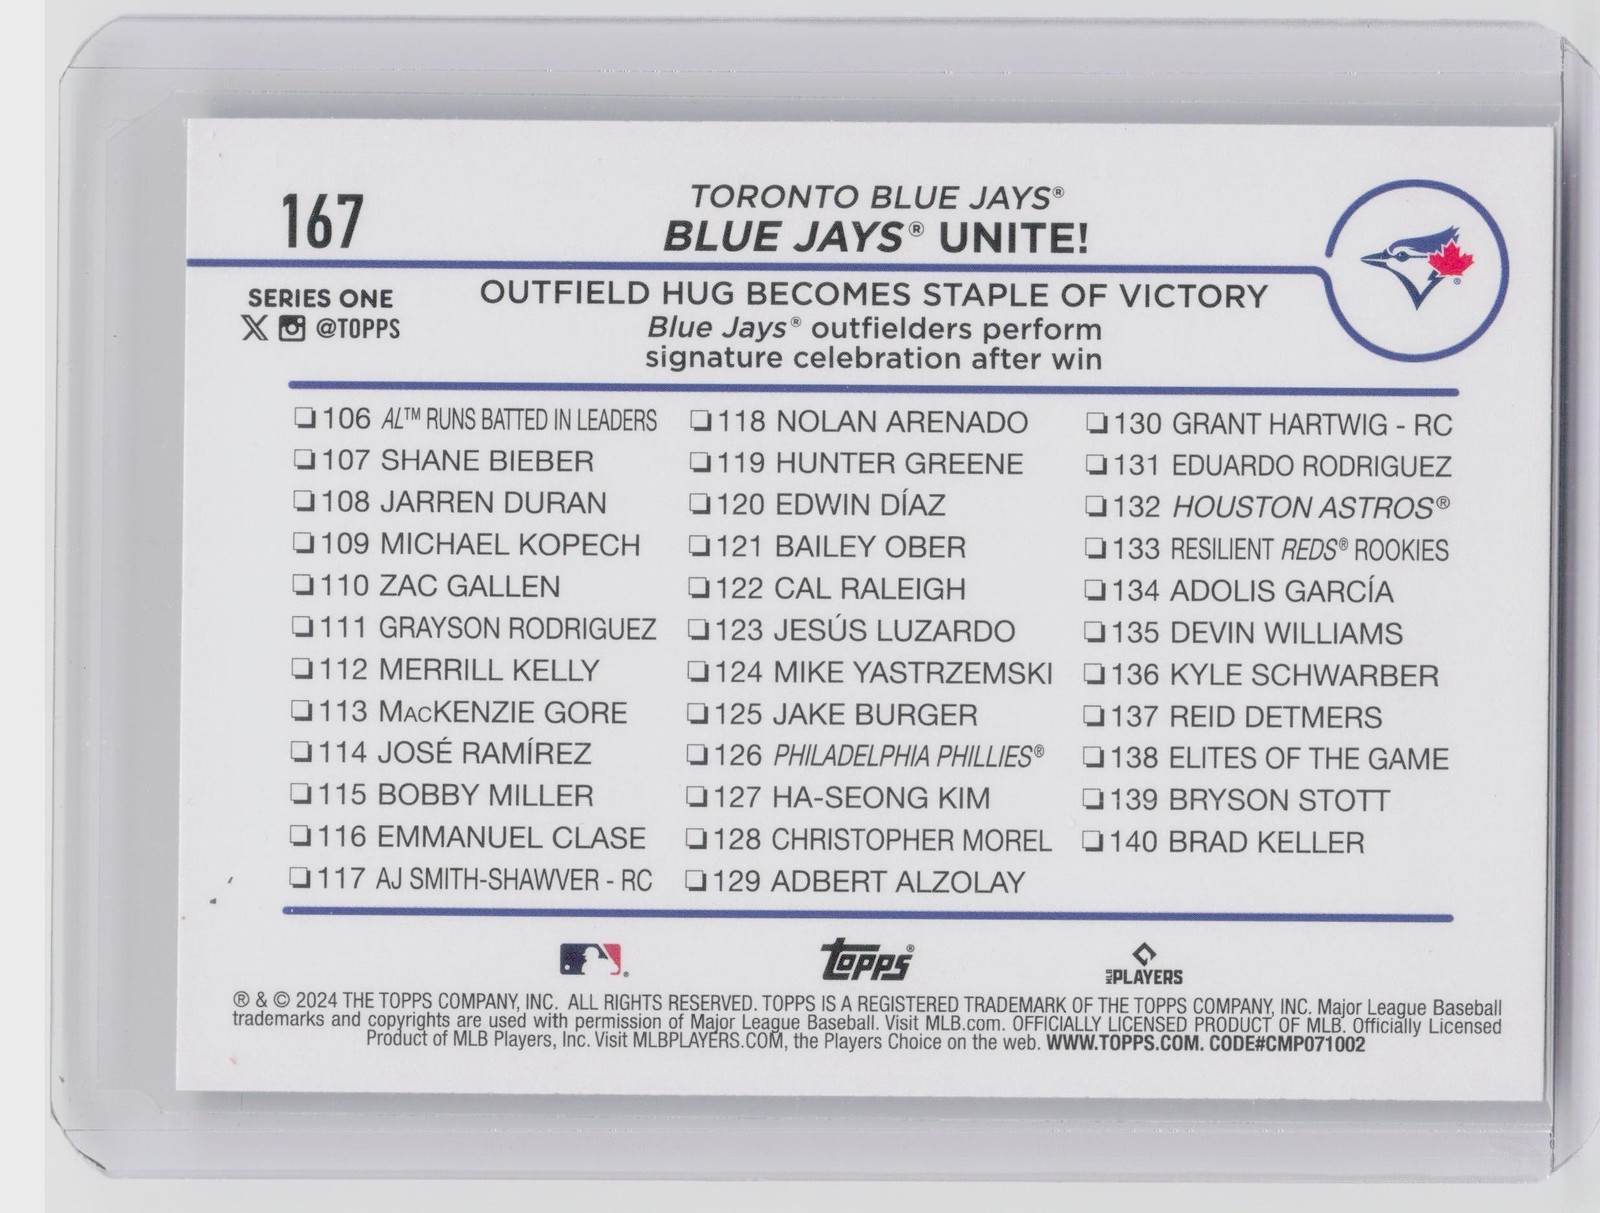 167
TORONTO BLUE JAYS®
BLUE JAYS® UNITE!
SERIES ONE
@TOPPS
OUTFIELD HUG BECOMES STAPLE OF VICTORY
Blue Jays® outfielders perform
signature celebration after win
❏106 AL™ RUNS BATTED IN LEADERS
❏107 SHANE BIEBER
❏108 JARREN DURAN
❏109 MICHAEL KOPECH
❏110 ZAC GALLEN
❏111 GRAYSON RODRIGUEZ
❏112 MERRILL KELLY
❏113 MacKENZIE GORE
❏114 JOSÉ RAMÍREZ
❏115 BOBBY MILLER
❏116 EMMANUEL CLASE
❏117 AJ SMITH-SHAWVER - RC
❏118 NOLAN ARENADO
❏119 HUNTER GREENE
❏120 EDWIN DÍAZ
❏121 BAILEY OBER
❏122 CAL RALEIGH
❏123 JESÚS LUZARDO
❏124 MIKE YASTRZEMSKI
❏125 JAKE BURGER
❏126 PHILADELPHIA PHILLIES®
❏127 HA-SEONG KIM
❏128 CHRISTOPHER MOREL
❏129 ADBERT ALZOLAY
❏130 GRANT HARTWIG - RC
❏131 EDUARDO RODRIGUEZ
❏132 HOUSTON ASTROS®
❏133 RESILIENT REDS® ROOKIES
❏134 ADOLIS GARCÍA
❏135 DEVIN WILLIAMS
❏136 KYLE SCHWARBER
❏137 REID DETMERS
❏138 ELITES OF THE GAME
❏139 BRYSON STOTT
❏140 BRAD KELLER
TOPPS®
MLB PLAYERS
® & © 2024 THE TOPPS COMPANY, INC. ALL RIGHTS RESERVED. TOPPS IS A REGISTERED TRADEMARK OF THE TOPPS COMPANY, INC. Major League Baseball
trademarks and copyrights are used with permission of Major League Baseball. Visit MLB.com. OFFICIALLY LICENSED PRODUCT OF MLB. Officially Licensed
Product of MLB Players, Inc. Visit MLBPLAYERS.COM, the Players Choice on the web. WWW.TOPPS.COM. CODE#CMP071002